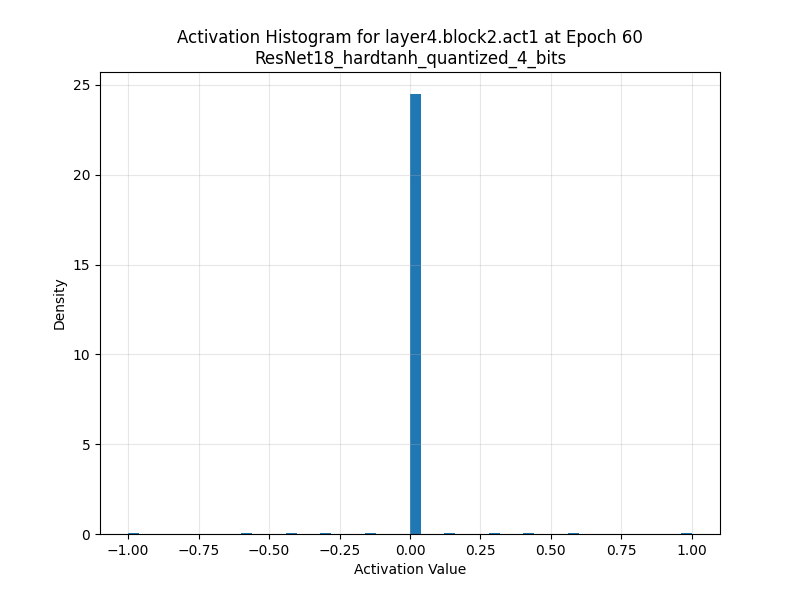 Activation Histogram for layer4.block2.act1 at Epoch 60
ResNet18_hardtanh_quantized_4_bits
25
20
15
10
5
0
Density
−1.00 −0.75 −0.50 −0.25 0.00 0.25 0.50 0.75 1.00
Activation Value